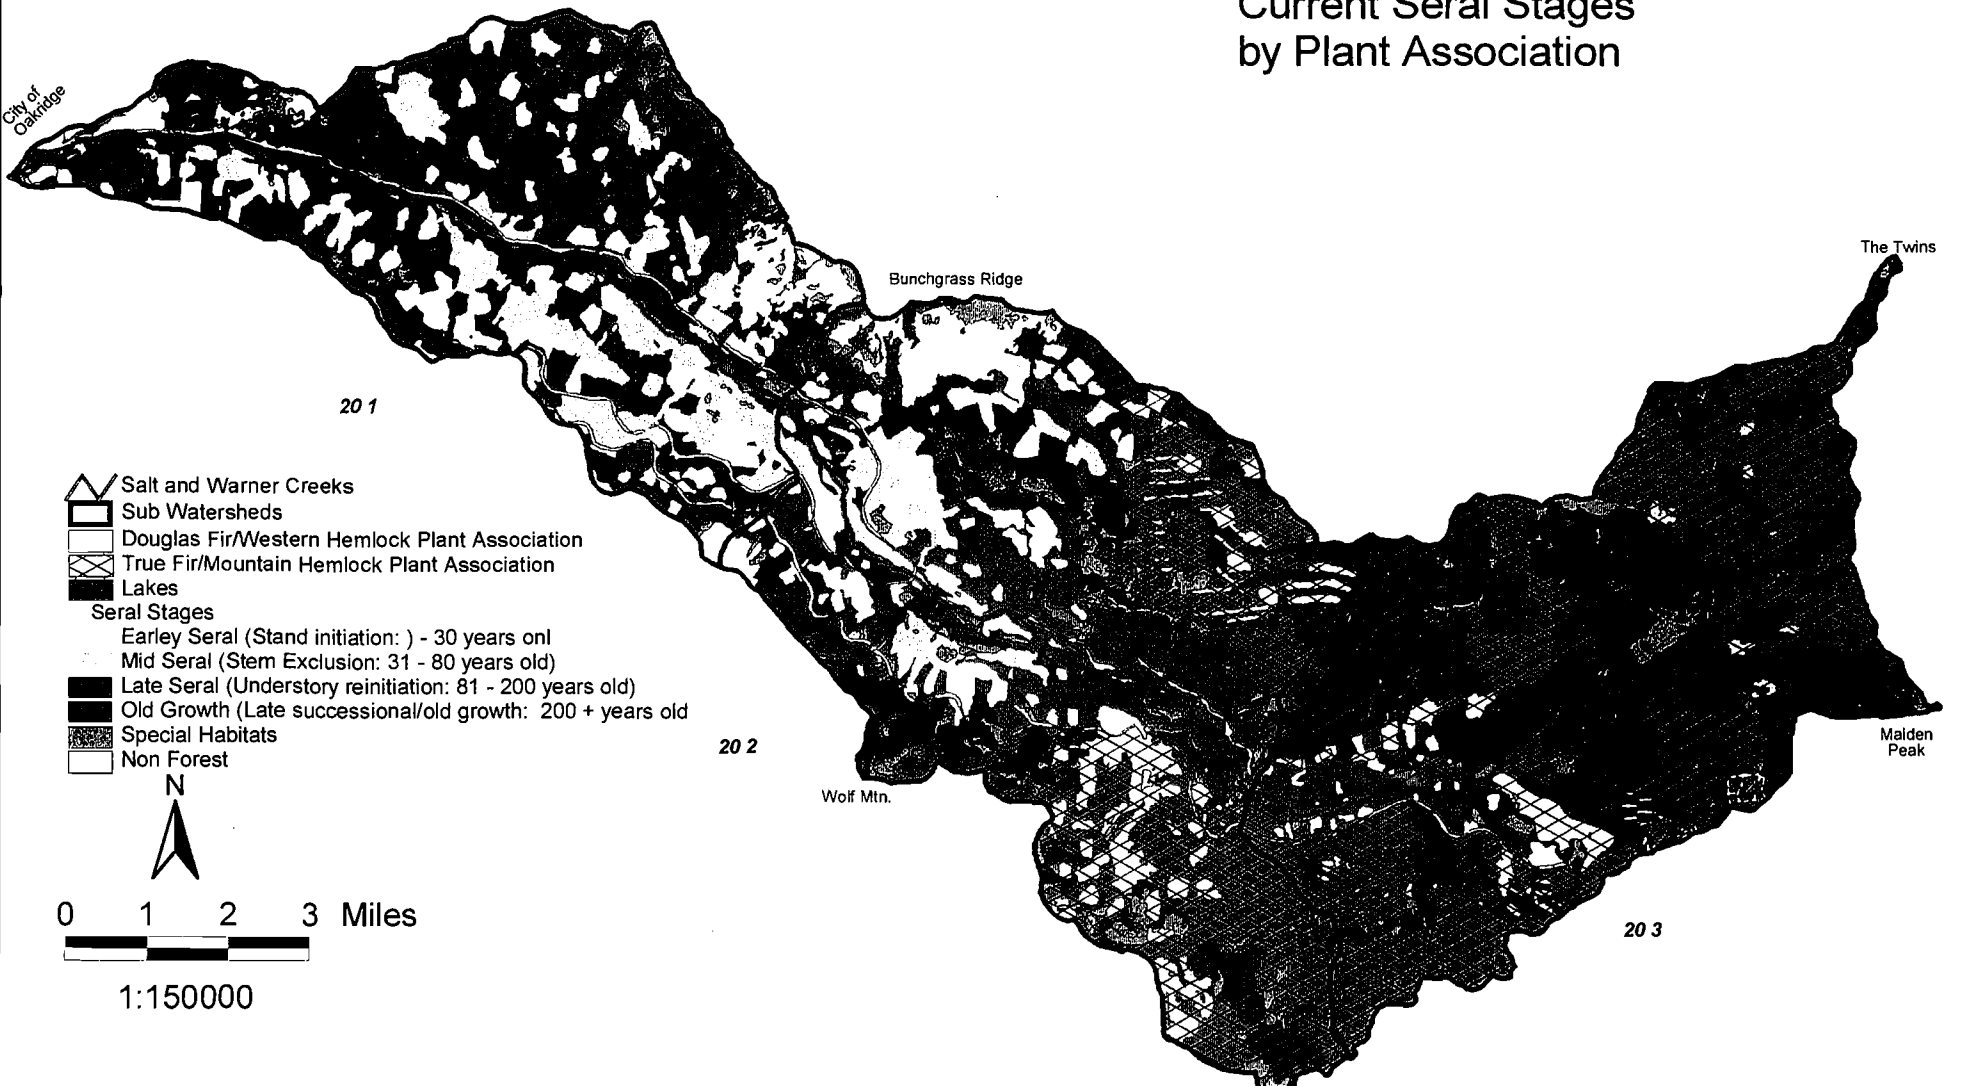 Current Seral Stages
by Plant Association
City of
Oakridge
The Twins
Bunchgrass Ridge
20 1
Salt and Warner Creeks
Sub Watersheds
Douglas Fir/Western Hemlock Plant Association
True Fir/Mountain Hemlock Plant Association
Lakes
Seral Stages
Earley Seral (Stand initiation: ) - 30 years onl
Mid Seral (Stem Exclusion: 31 - 80 years old)
Late Seral (Understory reinitiation: 81 - 200 years old)
Old Growth (Late successional/old growth: 200 + years old
Special Habitats
Non Forest
20 2
Maiden
Peak
Wolf Mtn.
N
0 1 2 3 Miles
20 3
1:150000